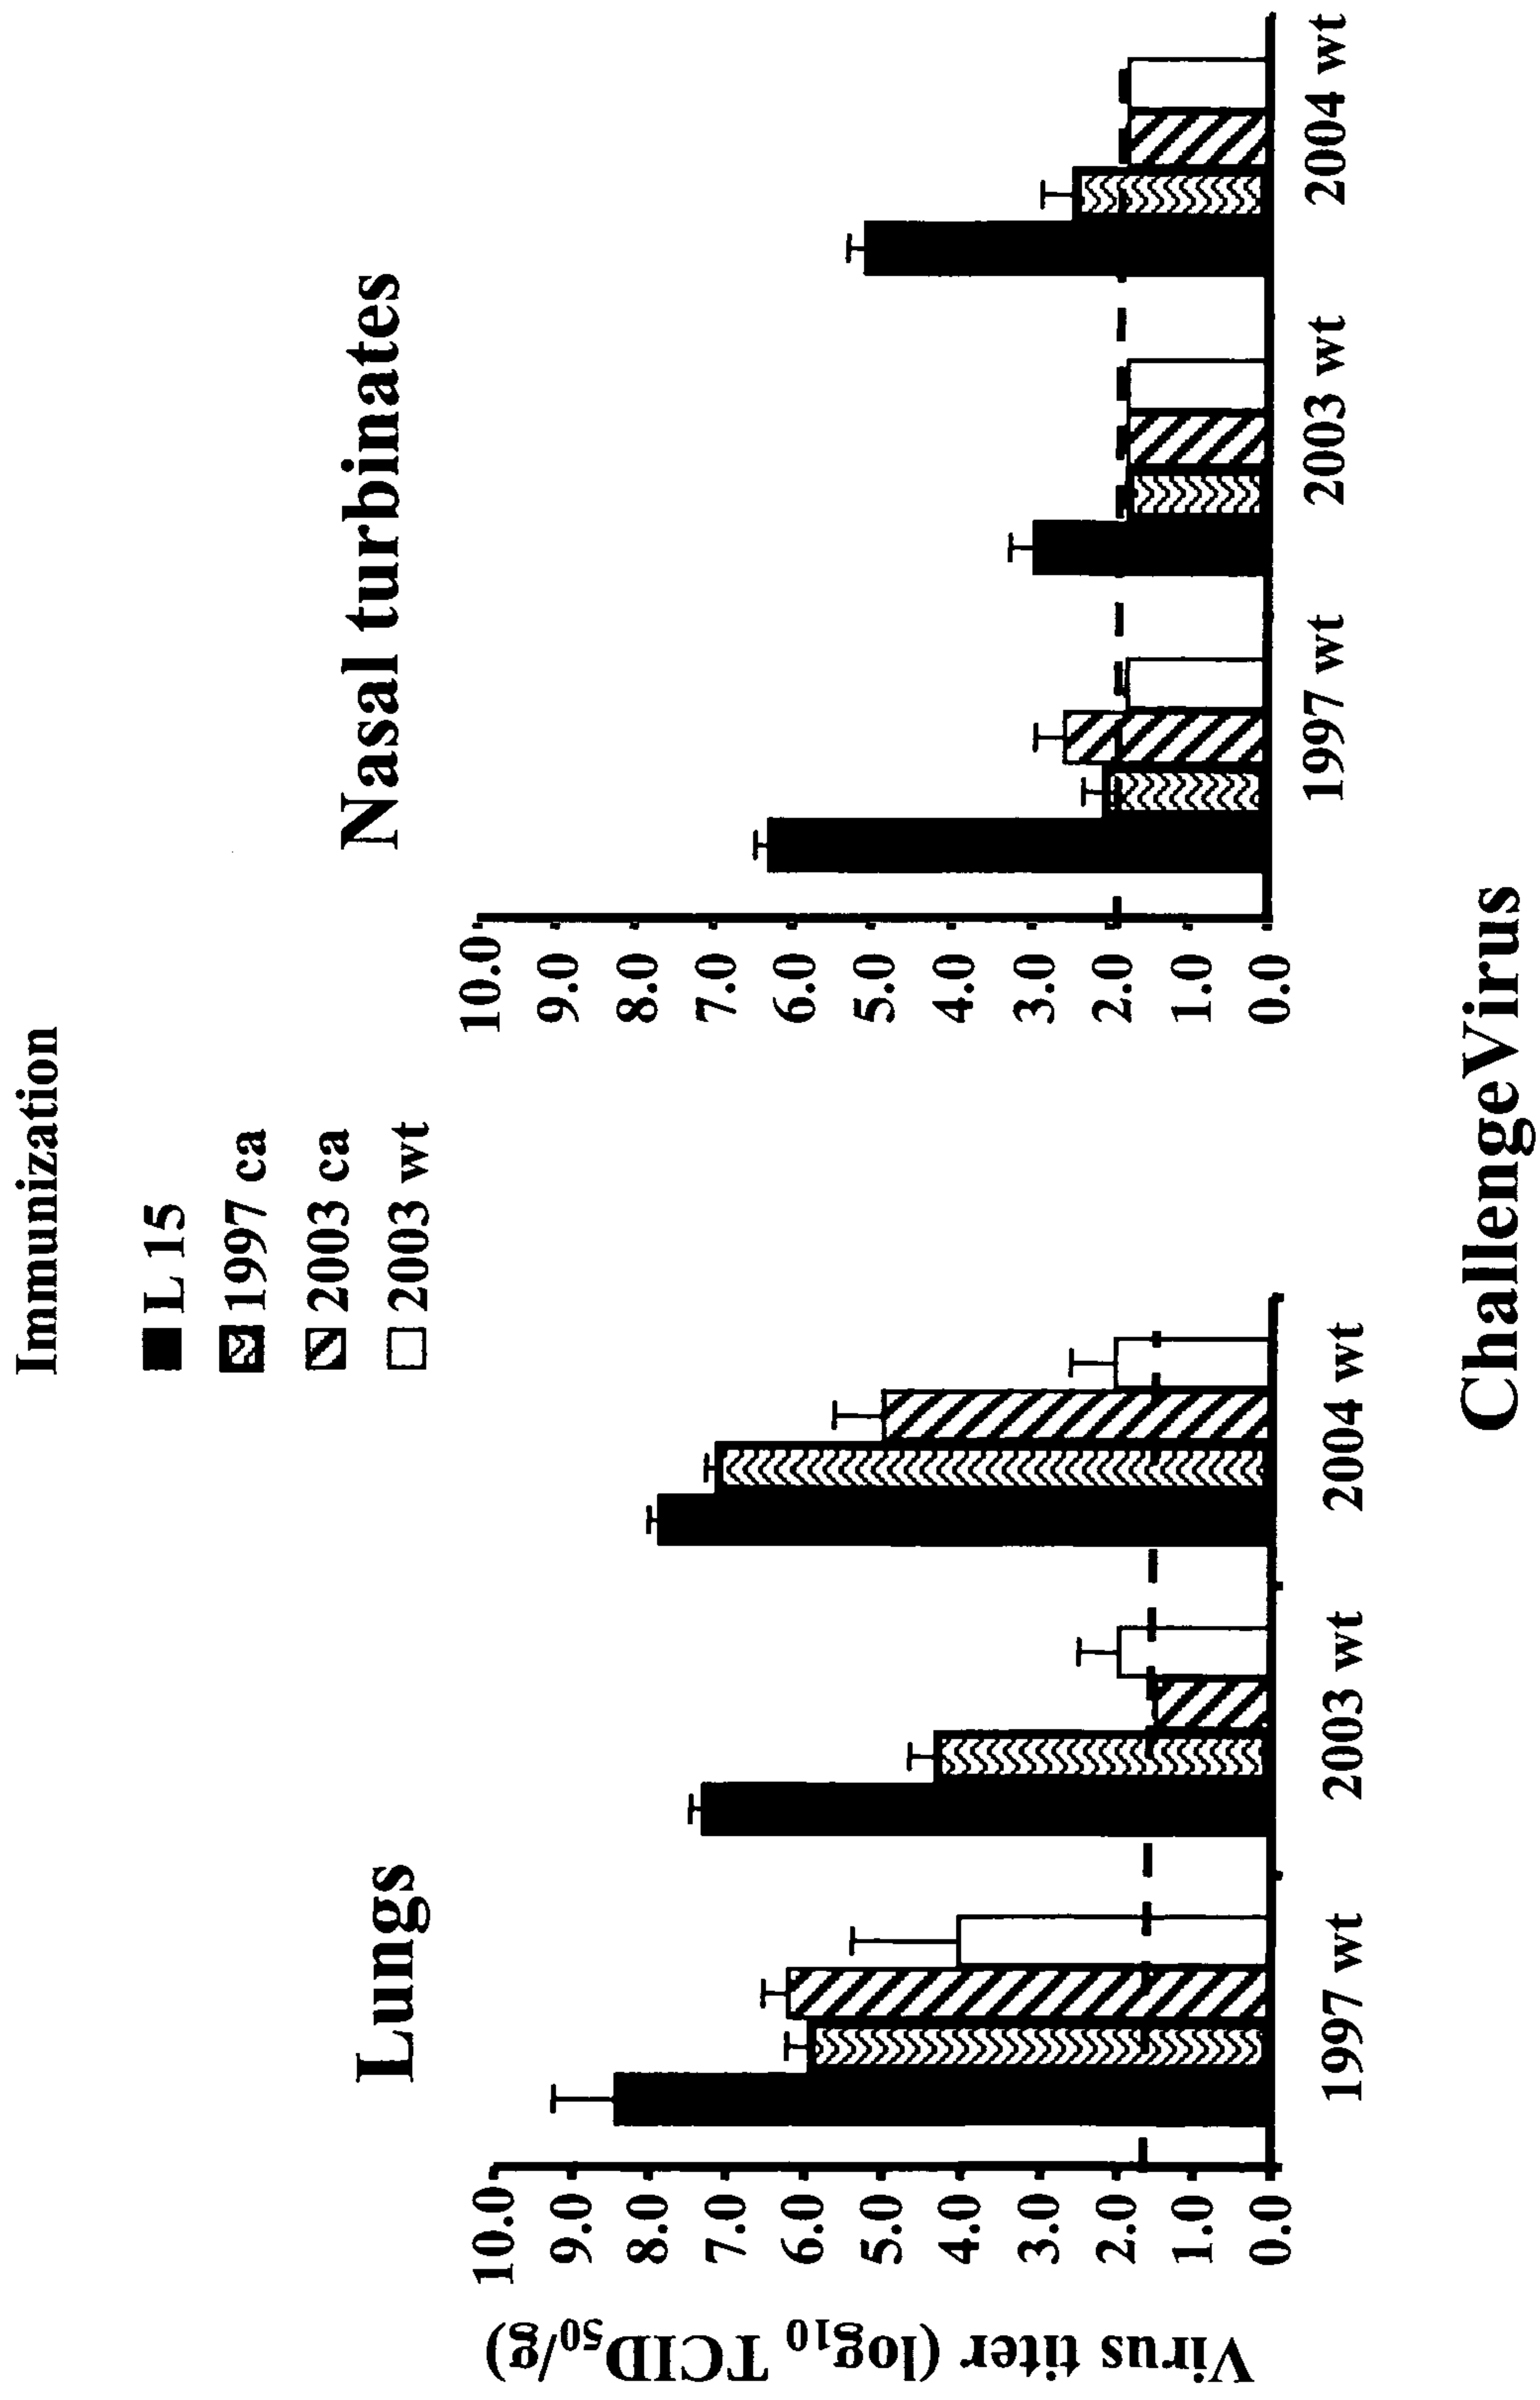 Immunization
L 15
1997 ca
2003 ca
2003 wt
Lungs
Virus titer (log10 TCID50/g)
10.0
9.0
8.0
7.0
6.0
5.0
4.0
3.0
2.0
1.0
0.0
1997 wt
2003 wt
2004 wt
Nasal turbinates
10.0
9.0
8.0
7.0
6.0
5.0
4.0
3.0
2.0
1.0
0.0
1997 wt
2003 wt
2004 wt
ChallengeVirus